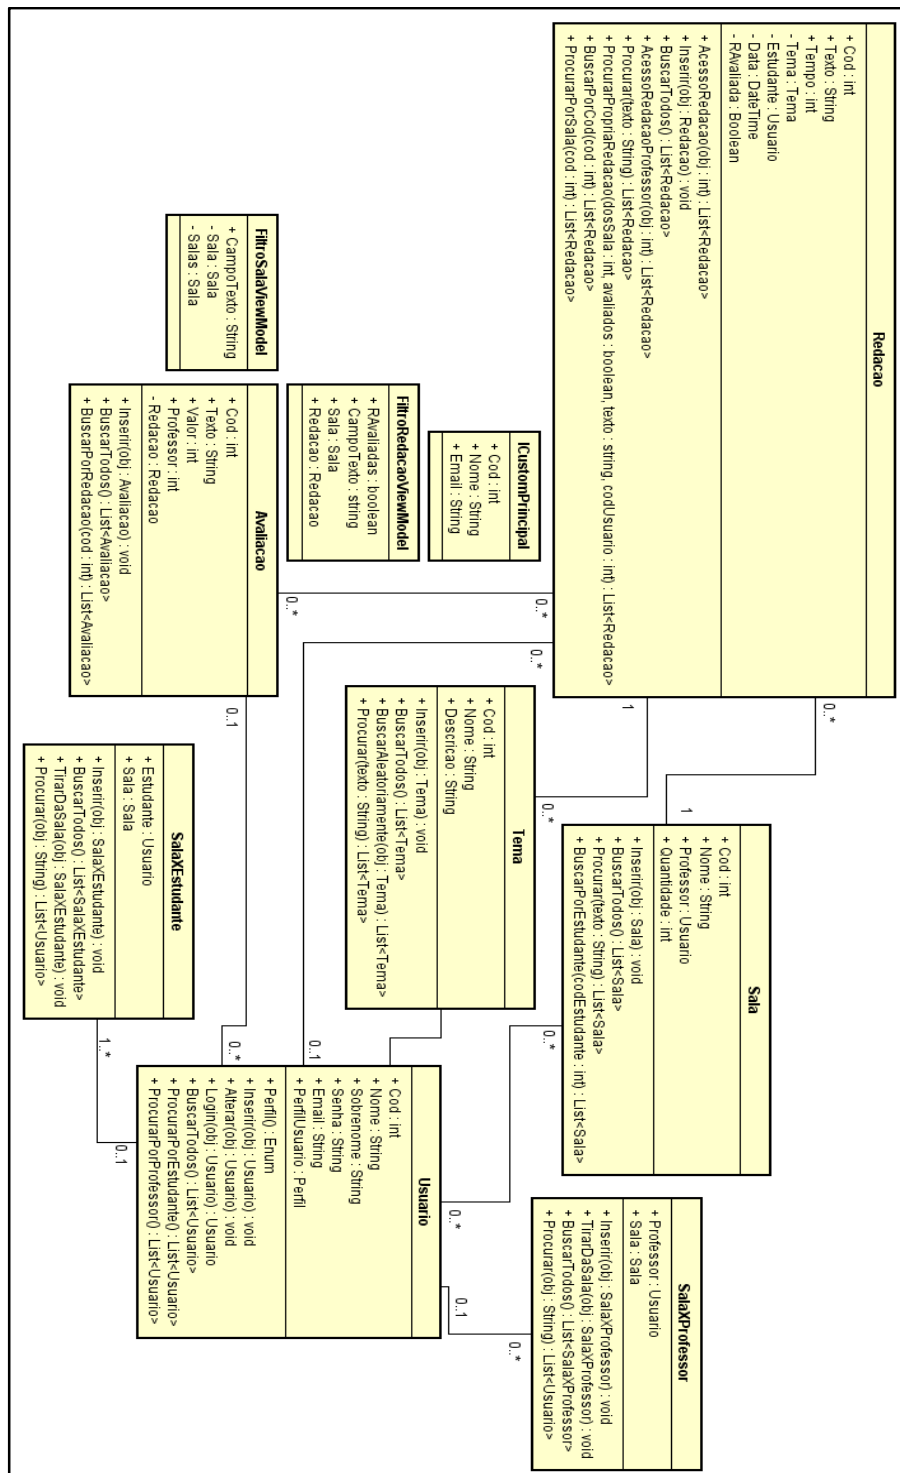 Redacao
+ Cod : int
+ Texto : String
+ Tempo : int
- Tema : Tema
- Estudante : Usuario
- Data : DateTime
- RAvaliada : Boolean
+ AcessoRedacao(obj : int) : List<Redacao>
+ Inserir(obj : Redacao) : void
+ BuscarTodos() : List<Redacao>
+ AcessoRedacaoProfessor(obj : int) : List<Redacao>
+ Procurar(texto : String) : List<Redacao>
+ ProcurarPropriaRedacao(dosSala : int, avaliados : boolean, texto : string, codUsuario : int) : List<Redacao>
+ BuscarPorCod(cod : int) : List<Redacao>
+ ProcurarPorSala(cod : int) : List<Redacao>
0..*
1
0..*
0..*
Sala
+ Cod : int
+ Nome : String
+ Professor : Usuario
+ Quantidade : int
+ Inserir(obj : Sala) : void
+ BuscarTodos() : List<Sala>
+ Procurar(texto : String) : List<Sala>
+ BuscarPorEstudante(codEstudante : int) : List<Sala>
1
0..*
SalaXProfessor
+ Professor : Usuario
+ Sala : Sala
+ Inserir(obj : SalaXProfessor) : void
+ TirarDaSala(obj : SalaXProfessor) : void
+ BuscarTodos() : List<SalaXProfessor>
+ Procurar(obj : String) : List<Usuario>
0..*
ICustomPrincipal
+ Cod : int
+ Nome : String
+ Email : String
Tema
+ Cod : int
+ Nome : String
+ Descricao : String
+ Inserir(obj : Tema) : void
+ BuscarTodos() : List<Tema>
+ BuscarAleatoriamente(obj : Tema) : List<Tema>
+ Procurar(texto : String) : List<Tema>
0..*
FiltroRedacaoViewModel
+ RAvaliadas : boolean
+ CampoTexto : string
+ Sala : Sala
+ Redacao : Redacao
Usuario
+ Cod : int
+ Nome : String
+ Sobrenome : String
+ Senha : String
+ Email : String
+ PerfilUsuario : Perfil
+ Perfil() : Enum
+ Inserir(obj : Usuario) : void
+ Alterar(obj : Usuario) : void
+ Login(obj : Usuario) : Usuario
+ BuscarTodos() : List<Usuario>
+ ProcurarPorEstudante() : List<Usuario>
+ ProcurarPorProfessor() : List<Usuario>
0..*
0..1
0..1
0..*
0..1
FiltroSalaViewModel
+ CampoTexto : String
- Sala : Sala
- Salas : Sala
Avaliacao
+ Cod : int
+ Texto : String
+ Valor : int
+ Professor : int
- Redacao : Redacao
+ Inserir(obj : Avaliacao) : void
+ BuscarTodos() : List<Avaliacao>
+ BuscarPorRedacao(cod : int) : List<Avaliacao>
0..*
0..1
SalaXEstudante
+ Estudante : Usuario
+ Sala : Sala
+ Inserir(obj : SalaXEstudante) : void
+ BuscarTodos() : List<SalaXEstudante>
+ TirarDaSala(obj : SalaXEstudante) : void
+ Procurar(obj : String) : List<Usuario>
1..*